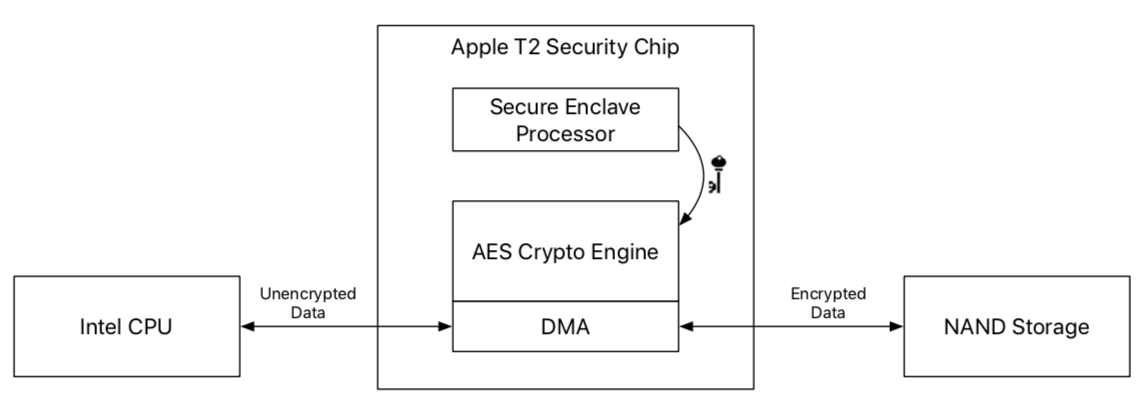 Apple T2 Security Chip
Secure Enclave
Processor
AES Crypto Engine
Intel CPU
Unencrypted
Data
DMA
Encrypted
Data
NAND Storage